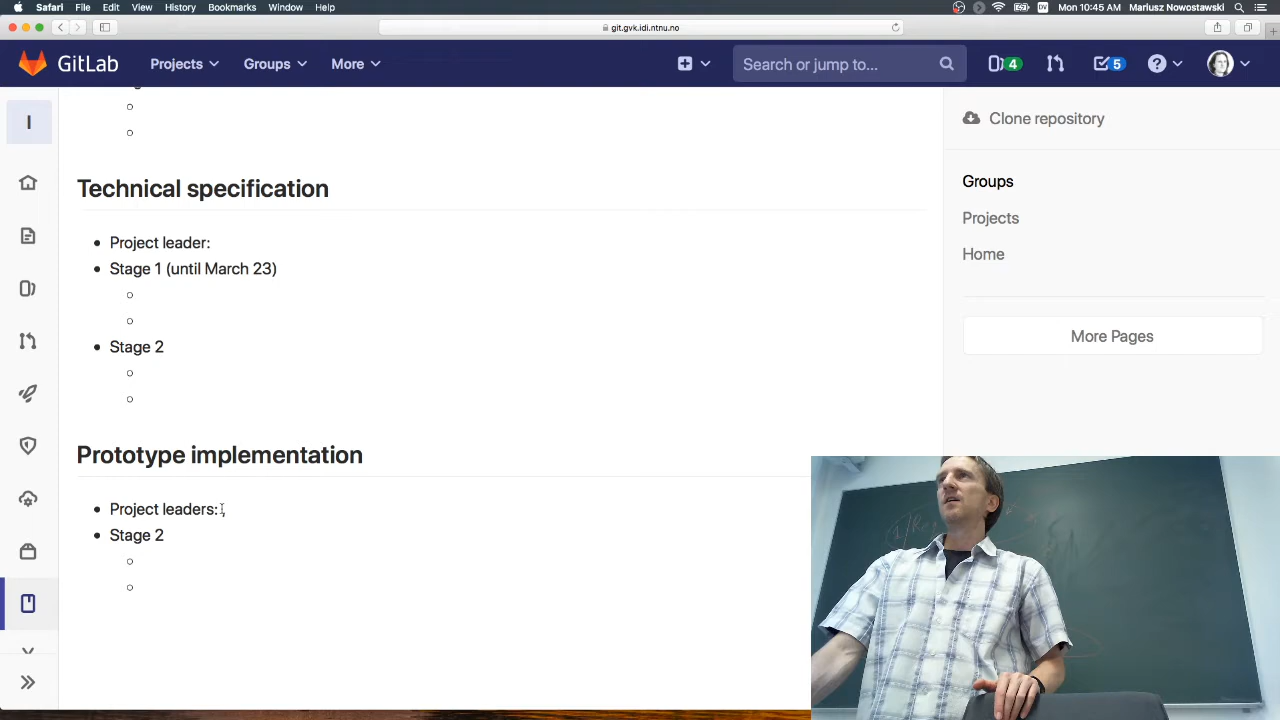 Safari File Edit View History Bookmarks Window Help
DV Mon 10:45 AM Mariusz Nowostawski
git.gvk.idi.ntnu.no
GitLab Projects Groups More Search or jump to... 4 5
I
Clone repository
Groups
Projects
Home
More Pages
Technical specification
Project leader:
Stage 1 (until March 23)
Stage 2
Prototype implementation
Project leaders:
Stage 2